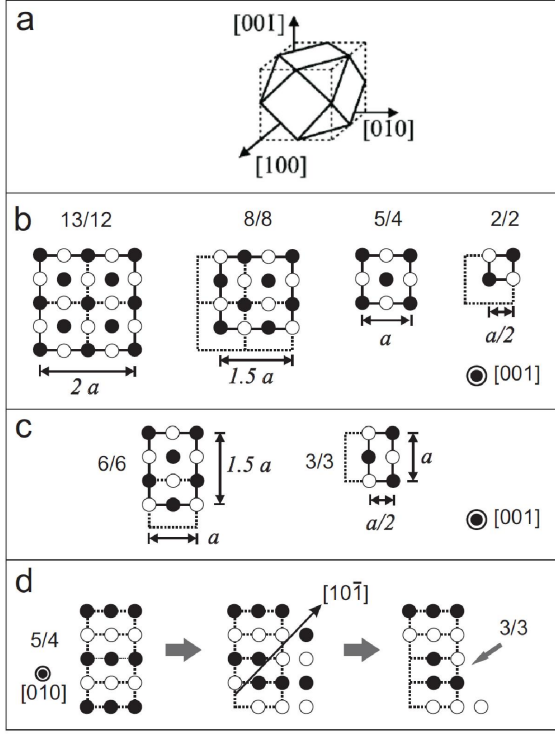 a
[001̄]
[010]
[100]
b
13/12 8/8 5/4 2/2
2 a
1.5 a
a
a/2
[001]
c
6/6
1.5 a
a
3/3
a
a/2
[001]
d
5/4
[010]
[101̄]
3/3